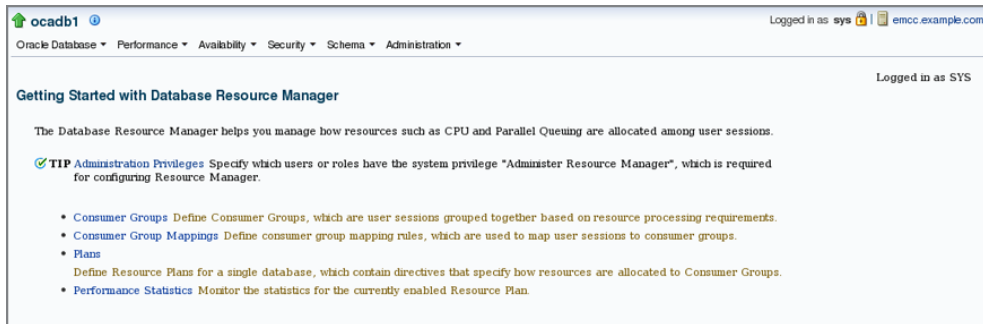 ocadb1
Logged in as sys | emcc.example.com
Oracle Database Performance Availability Security Schema Administration
Logged in as SYS
Getting Started with Database Resource Manager
The Database Resource Manager helps you manage how resources such as CPU and Parallel Queuing are allocated among user sessions.
TIP Administration Privileges Specify which users or roles have the system privilege "Administer Resource Manager", which is required
for configuring Resource Manager.
• Consumer Groups Define Consumer Groups, which are user sessions grouped together based on resource processing requirements.
• Consumer Group Mappings Define consumer group mapping rules, which are used to map user sessions to consumer groups.
• Plans
Define Resource Plans for a single database, which contain directives that specify how resources are allocated to Consumer Groups.
• Performance Statistics Monitor the statistics for the currently enabled Resource Plan.